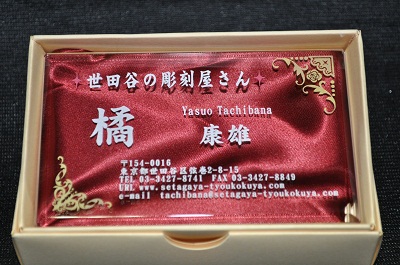 世田谷の彫刻屋さん
Yasuo Tachibana
橘 康雄
〒154-0016
東京都世田谷区弦巻2-8-15
TEL 03-3427-8741 FAX 03-3427-8849
URL www.setagaya-tyoukokuya.com
e-mail tachibana@setagaya-tyoukokuya.com